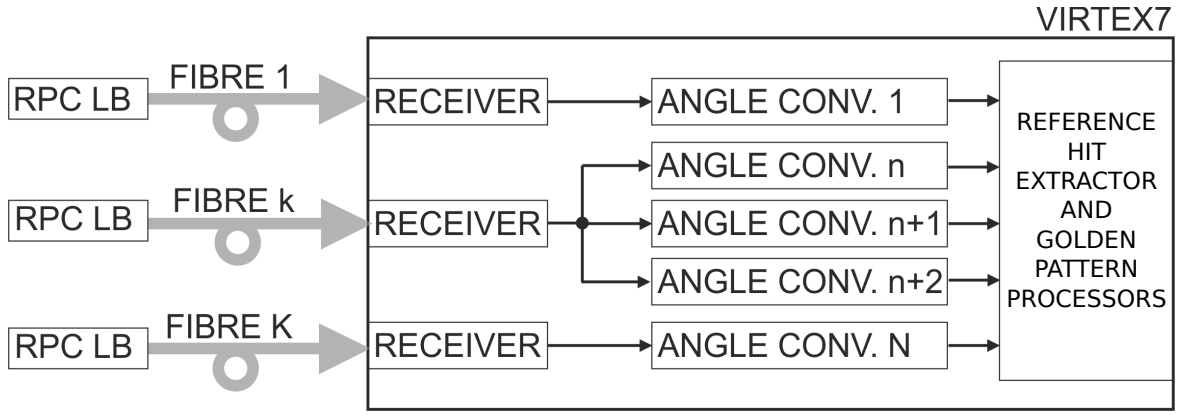 VIRTEX7
RPC LB
FIBRE 1
RECEIVER
ANGLE CONV. 1
ANGLE CONV. n
RPC LB
FIBRE k
RECEIVER
ANGLE CONV. n+1
ANGLE CONV. n+2
RPC LB
FIBRE K
RECEIVER
ANGLE CONV. N
REFERENCE
HIT
EXTRACTOR
AND
GOLDEN
PATTERN
PROCESSORS